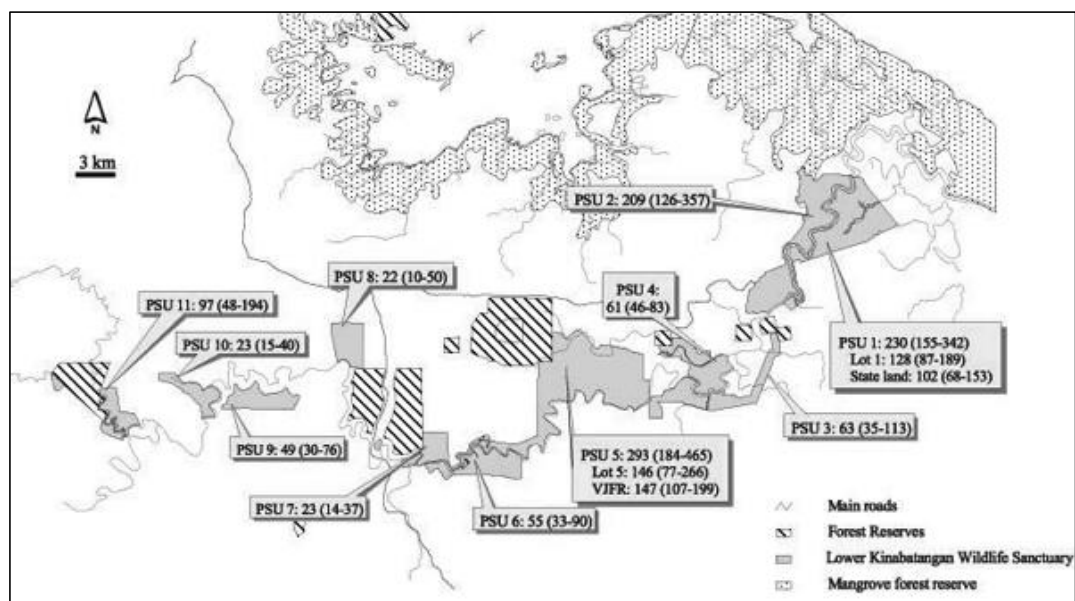 N
3 km
PSU 2: 209 (126-357)
PSU 8: 22 (10-50)
PSU 4:
61 (46-83)
PSU 11: 97 (48-194)
PSU 10: 23 (15-40)
PSU 1: 230 (155-342)
Lot 1: 128 (87-189)
State land: 102 (68-153)
PSU 3: 63 (35-113)
PSU 9: 49 (30-76)
PSU 5: 293 (184-465)
Lot 5: 146 (77-266)
VJFR: 147 (107-199)
PSU 7: 23 (14-37)
PSU 6: 55 (33-90)
Main roads
Forest Reserves
Lower Kinabatangan Wildlife Sanctuary
Mangrove forest reserve